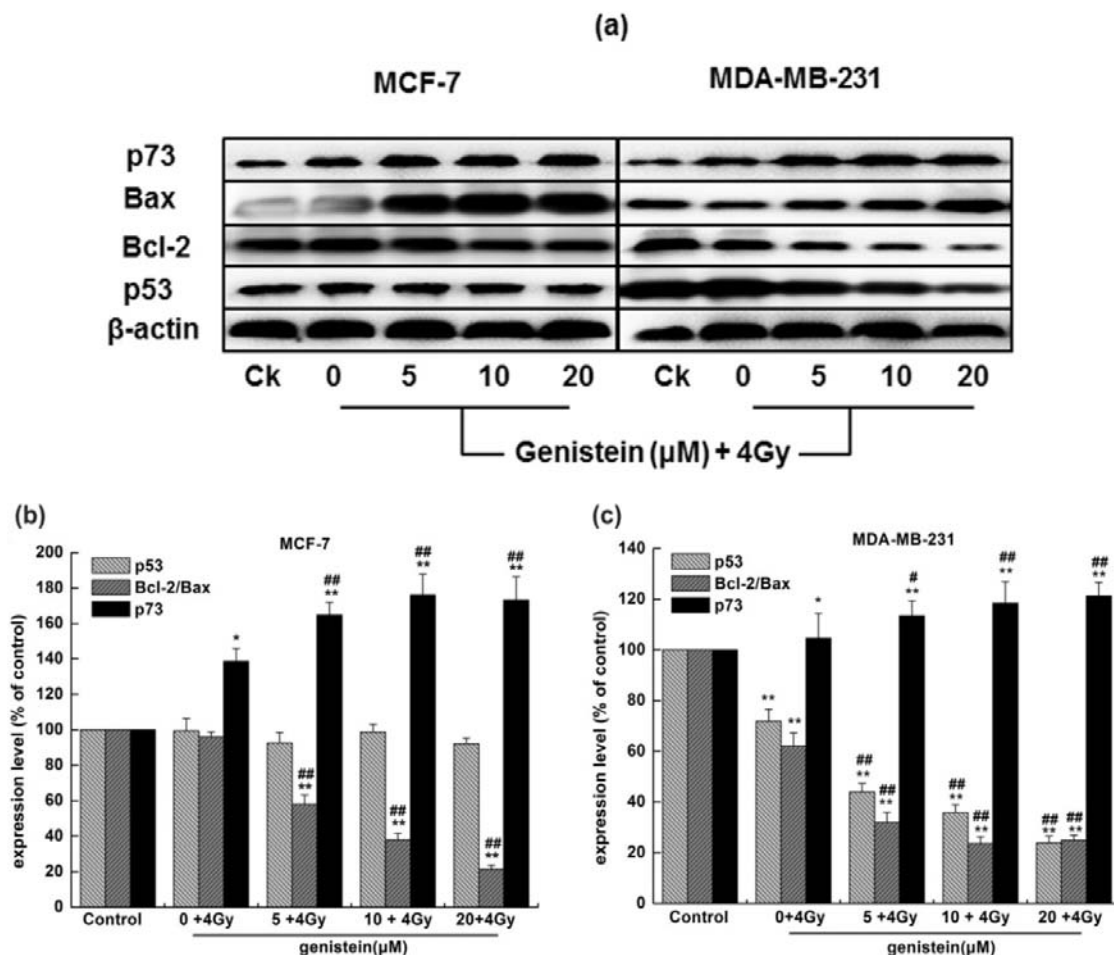 (a)
MCF-7 MDA-MB-231
p73
Bax
Bcl-2
p53
β-actin
Ck 0 5 10 20 Ck 0 5 10 20
Genistein (μM) + 4Gy
(b)
MCF-7
p53
Bcl-2/Bax
p73
expression level (% of control)
200
180
160
140
120
100
80
60
40
20
0
*
##
**
##
**
##
**
##
**
##
**
##
**
Control 0 +4Gy 5 +4Gy 10 + 4Gy 20+4Gy
genistein(μM)
(c)
MDA-MB-231
p53
Bcl-2/Bax
p73
expression level (% of control)
140
120
100
80
60
40
20
0
**
**
*
##
**
##
**
#
**
##
**
##
**
##
**
##
**
##
**
##
**
Control 0+4Gy 5 +4Gy 10 + 4Gy 20 +4Gy
genistein(μM)